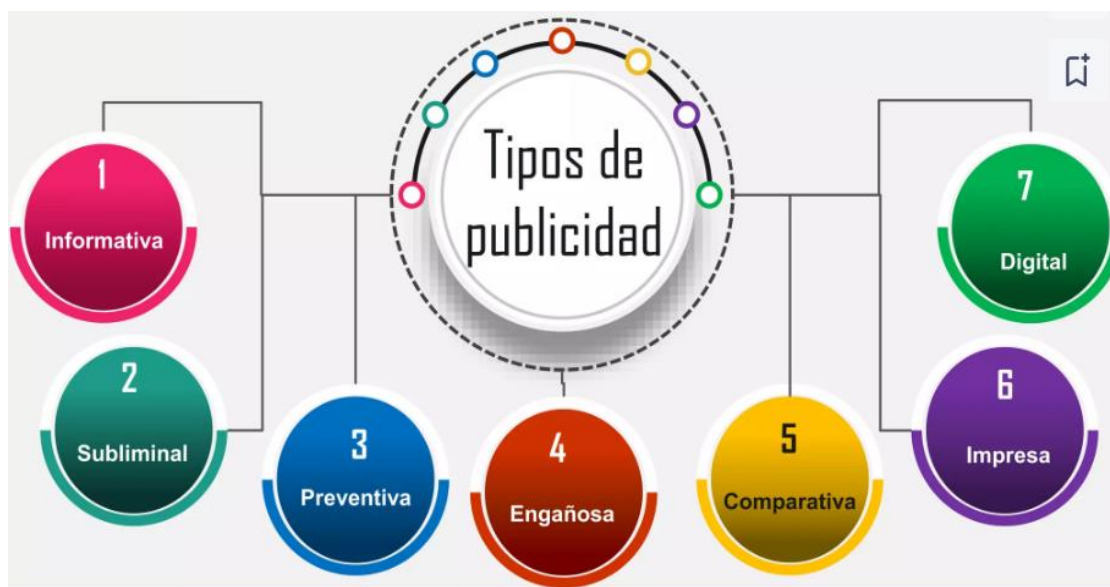 Tipos de
publicidad
1
Informativa
2
Subliminal
3
Preventiva
4
Engañosa
5
Comparativa
6
Impresa
7
Digital